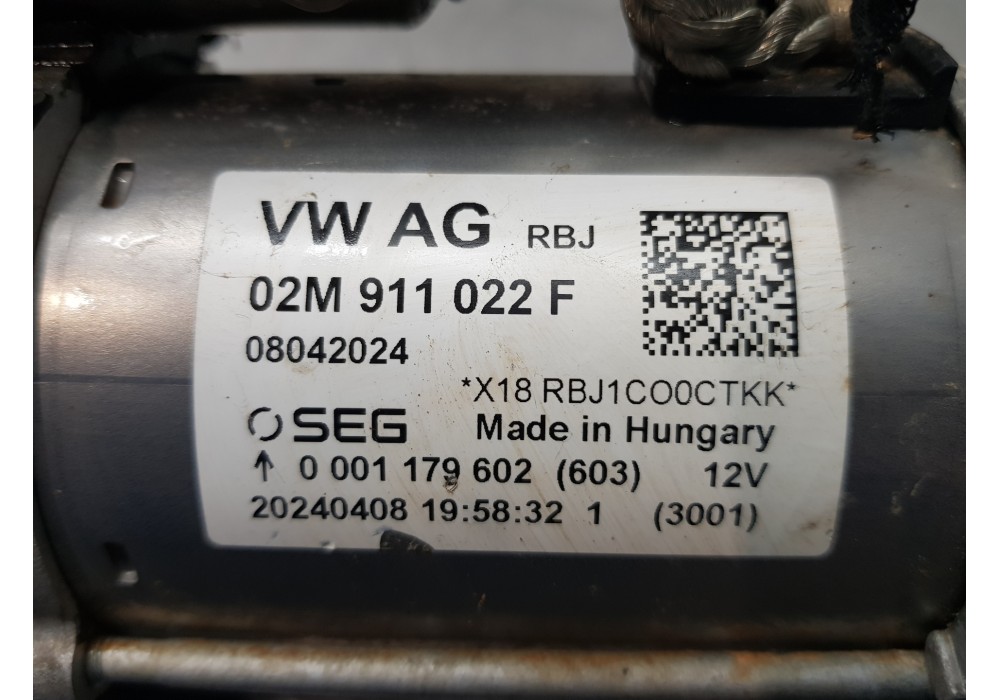 VW AG RBJ
02M 911 022 F
08042024
*X18 RBJ1CO0CTKK*
SEG Made in Hungary
↑ 0 001 179 602 (603) 12V
20240408 19:58:32 1 (3001)